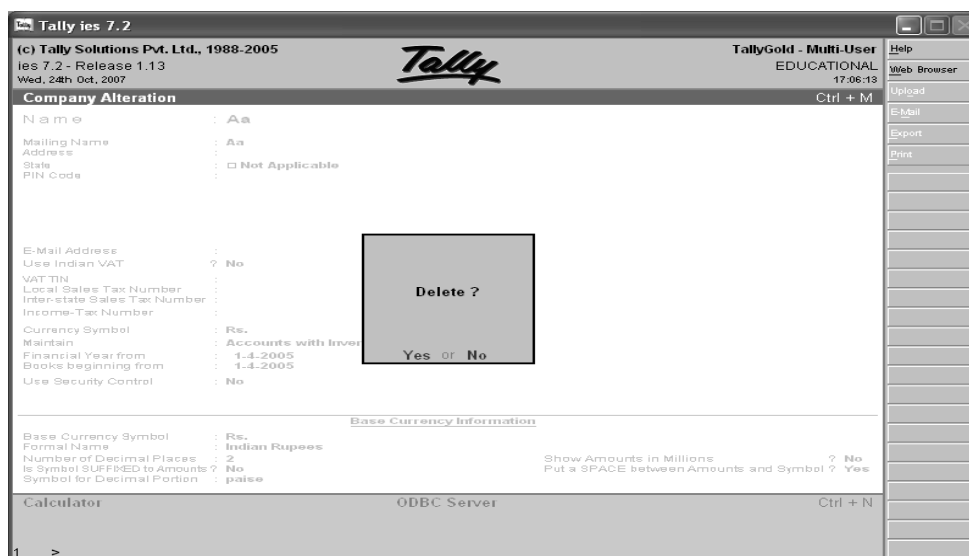 Tally ies 7.2
(c) Tally Solutions Pvt. Ltd., 1988-2005
ies 7.2 - Release 1.13
Wed, 24th Oct, 2007
Tally
TallyGold - Multi-User
EDUCATIONAL
17:06:13
Help
Web Browser
Upload
E-Mail
Export
Print
Company Alteration Ctrl + M
Name : Aa
Mailing Name : Aa
Address :
State : Not Applicable
PIN Code :
E-Mail Address :
Use Indian VAT ? No
VAT TIN :
Local Sales Tax Number :
Inter-state Sales Tax Number :
Income-Tax Number :
Currency Symbol : Rs.
Maintain : Accounts with Inver
Financial Year from : 1-4-2005
Books beginning from : 1-4-2005
Use Security Control : No
Delete ?
Yes or No
Base Currency Information
Base Currency Symbol : Rs.
Formal Name : Indian Rupees
Number of Decimal Places : 2 Show Amounts in Millions ? No
Is Symbol SUFFIXED to Amounts ? No Put a SPACE between Amounts and Symbol ? Yes
Symbol for Decimal Portion : paise
Calculator ODBC Server Ctrl + N
1 >